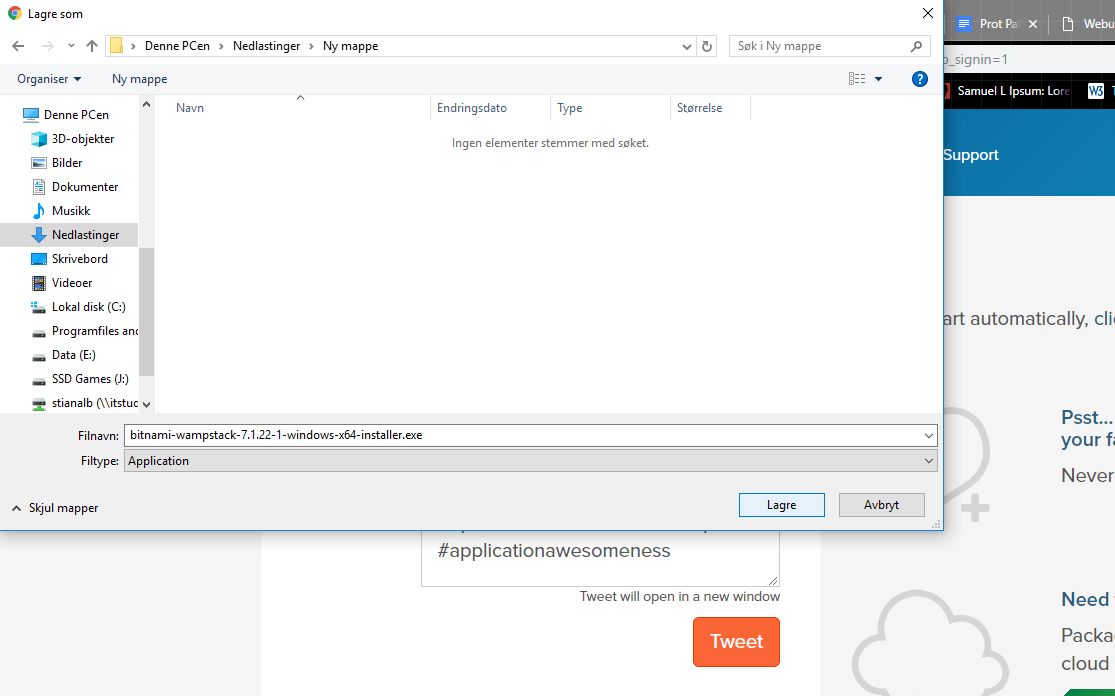 Lagre som
Prot Pa
Webu
Denne PCen > Nedlastinger > Ny mappe
Søk i Ny mappe
_signin=1
Organiser
Ny mappe
Samuel L Ipsum: Lore
W3
Navn
Endringsdato
Type
Størrelse
Ingen elementer stemmer med søket.
Denne PCen
3D-objekter
Bilder
Dokumenter
Musikk
Nedlastinger
Skrivebord
Videoer
Lokal disk (C:)
Programfiles and
Data (E:)
SSD Games (J:)
stianalb (\\itstud
Support
art automatically, cli
Filnavn: bitnami-wampstack-7.1.22-1-windows-x64-installer.exe
Filtype: Application
Skjul mapper
Lagre
Avbryt
Psst...
your fa
Never
#applicationawesomeness
Tweet will open in a new window
Tweet
Need
Packa
cloud